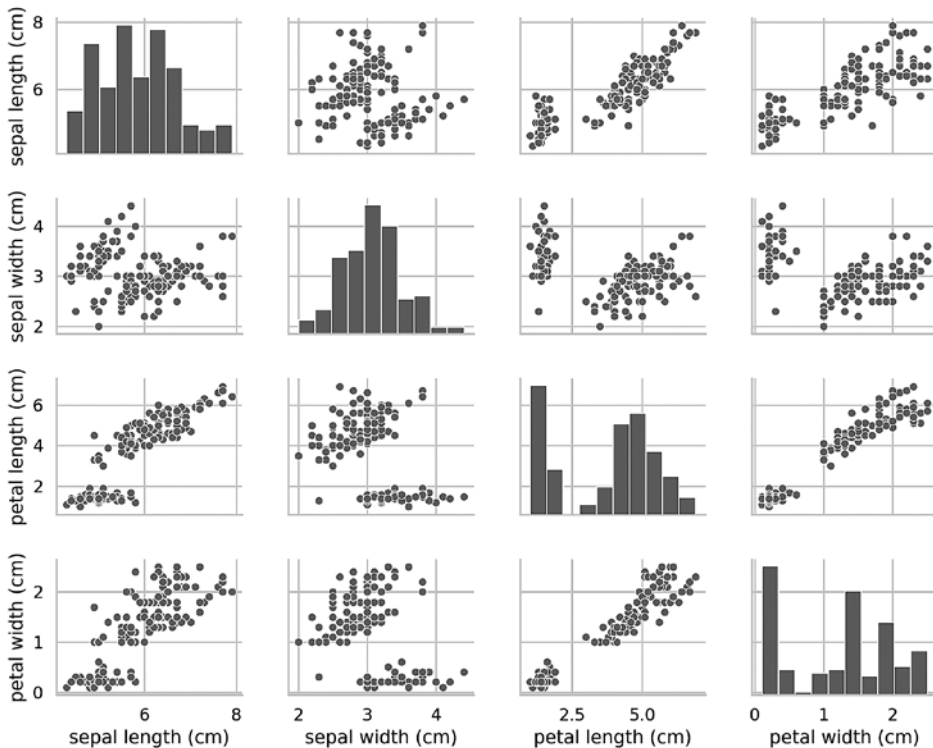 sepal length (cm)
8
6
sepal width (cm)
4
3
2
petal length (cm)
6
4
2
petal width (cm)
2
1
0
6 8
2 3 4
2.5 5.0
0 1 2
sepal length (cm)
sepal width (cm)
petal length (cm)
petal width (cm)